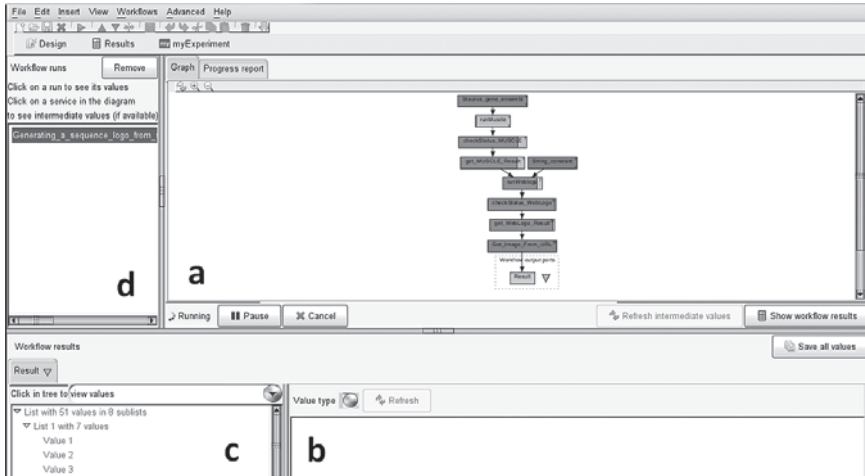 File Edit Insert View Workflows Advanced Help
Design Results myExperiment
Workflow runs Remove
Click on a run to see its values
Click on a service in the diagram
to see intermediate values (if available)
Generating_a_sequence_logo_from_
d
Graph Progress report
runMuscle
checkStatus_MUSCLE
get_MUSCLE_Result
String_constant
checkStatus_WebLogo
get_WebLogo_Result
Get_Image_From_URL
Workflow output ports
Result
a
Running Pause Cancel Refresh intermediate values Show workflow results
Workflow results
Save all values
Result
Click in tree to view values
List with 51 values in 8 sublists
List 1 with 7 values
Value 1
Value 2
Value 3
c
Value type Refresh
b